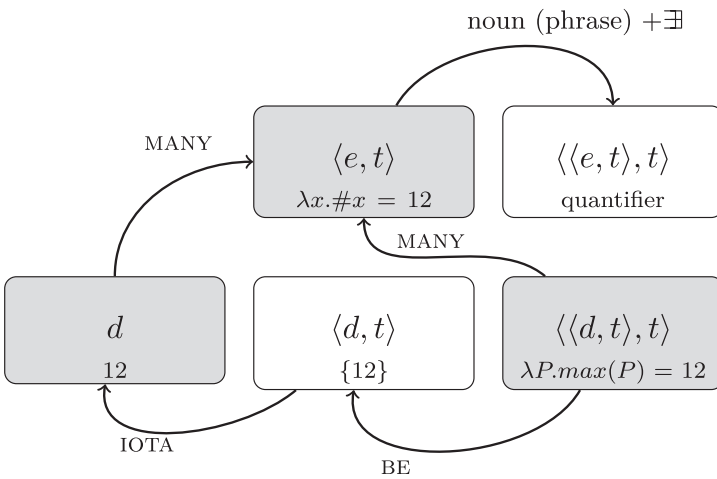 noun (phrase) +∃
MANY
⟨e, t⟩
λx.#x = 12
⟨⟨e, t⟩, t⟩
quantifier
MANY
d
12
⟨d, t⟩
{12}
⟨⟨d, t⟩, t⟩
λP.max(P) = 12
IOTA
BE